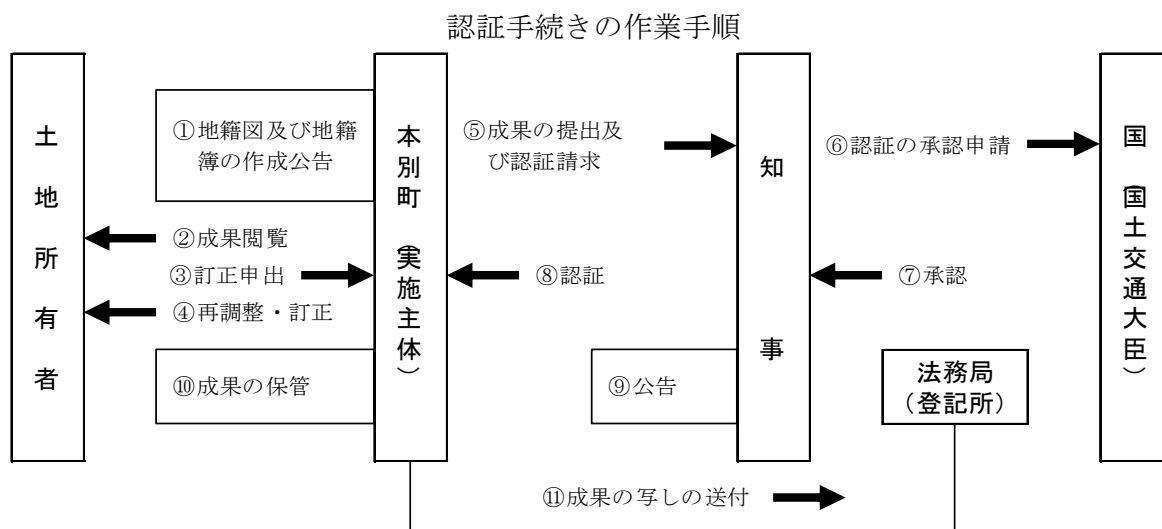 認証手続きの作業手順
土地所有者
①地籍図及び地籍
簿の作成公告
②成果閲覧
③訂正申出
④再調整・訂正
⑩成果の保管
本別町（実施主体）
⑤成果の提出及
び認証請求
⑧認証
⑨公告
知事
⑥認証の承認申請
⑦承認
法務局
（登記所）
国（国土交通大臣）
⑪成果の写しの送付